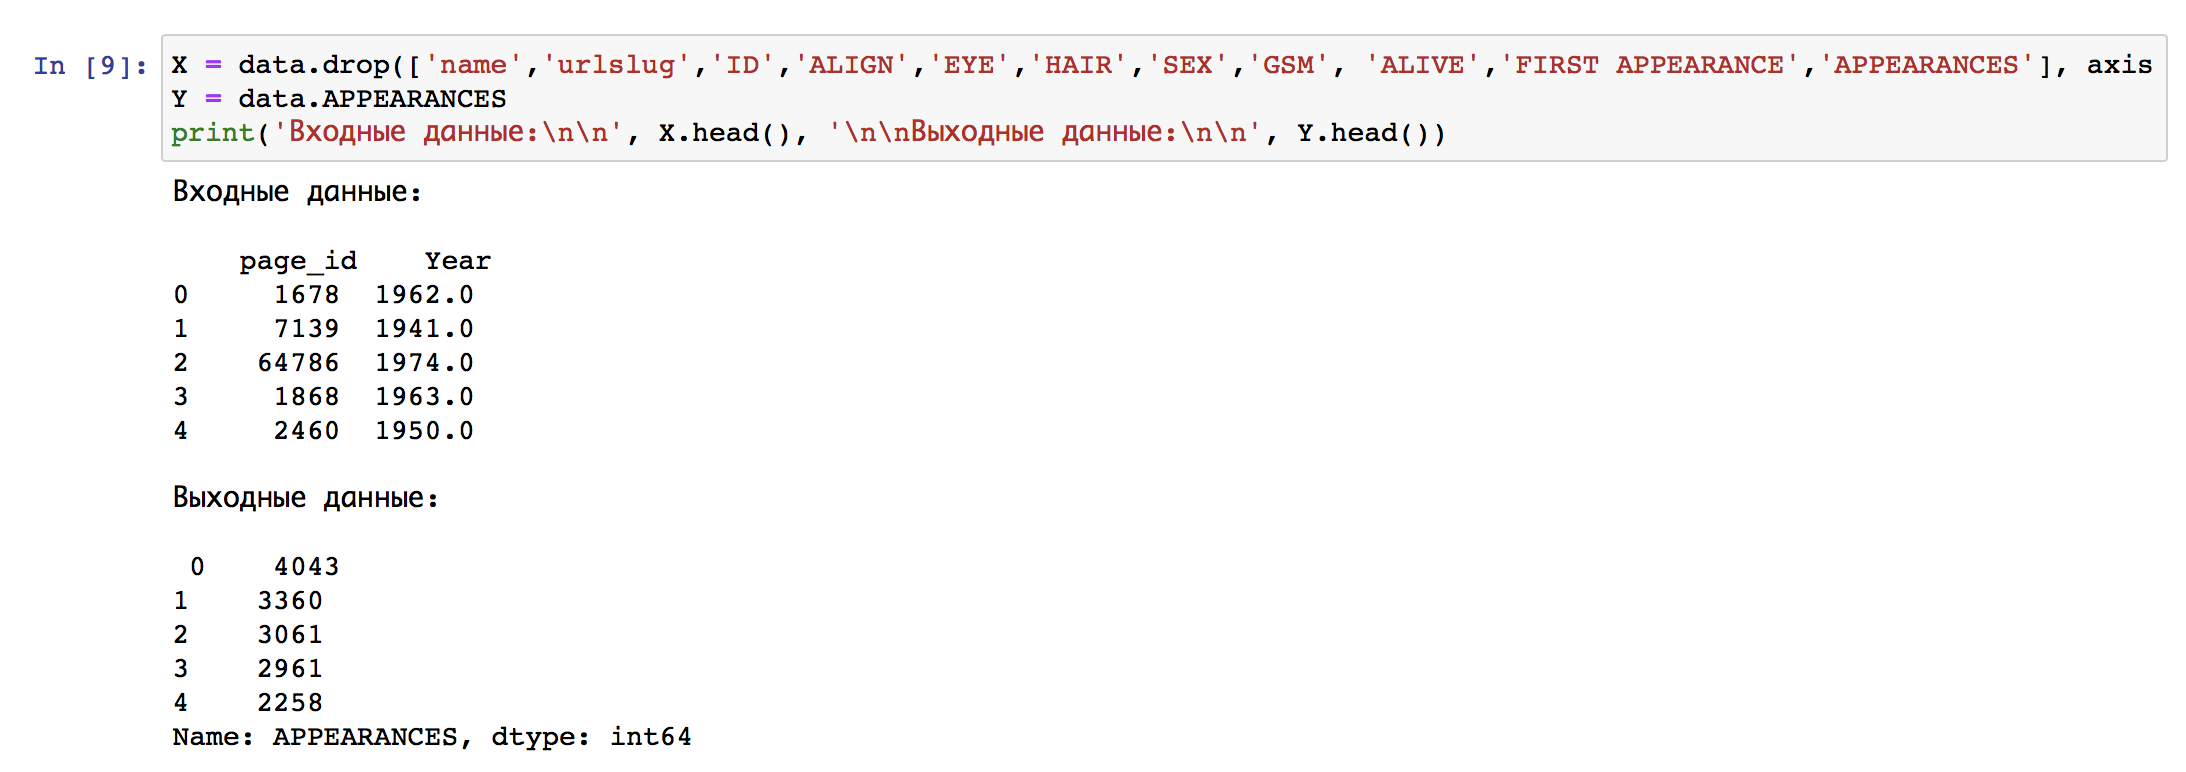 In [9]: X = data.drop(['name','urlslug','ID','ALIGN','EYE','HAIR','SEX','GSM', 'ALIVE','FIRST APPEARANCE','APPEARANCES'], axis
Y = data.APPEARANCES
print('Входные данные:\n\n', X.head(), '\n\nВыходные данные:\n\n', Y.head())
Входные данные:
page_id Year
0 1678 1962.0
1 7139 1941.0
2 64786 1974.0
3 1868 1963.0
4 2460 1950.0
Выходные данные:
0 4043
1 3360
2 3061
3 2961
4 2258
Name: APPEARANCES, dtype: int64